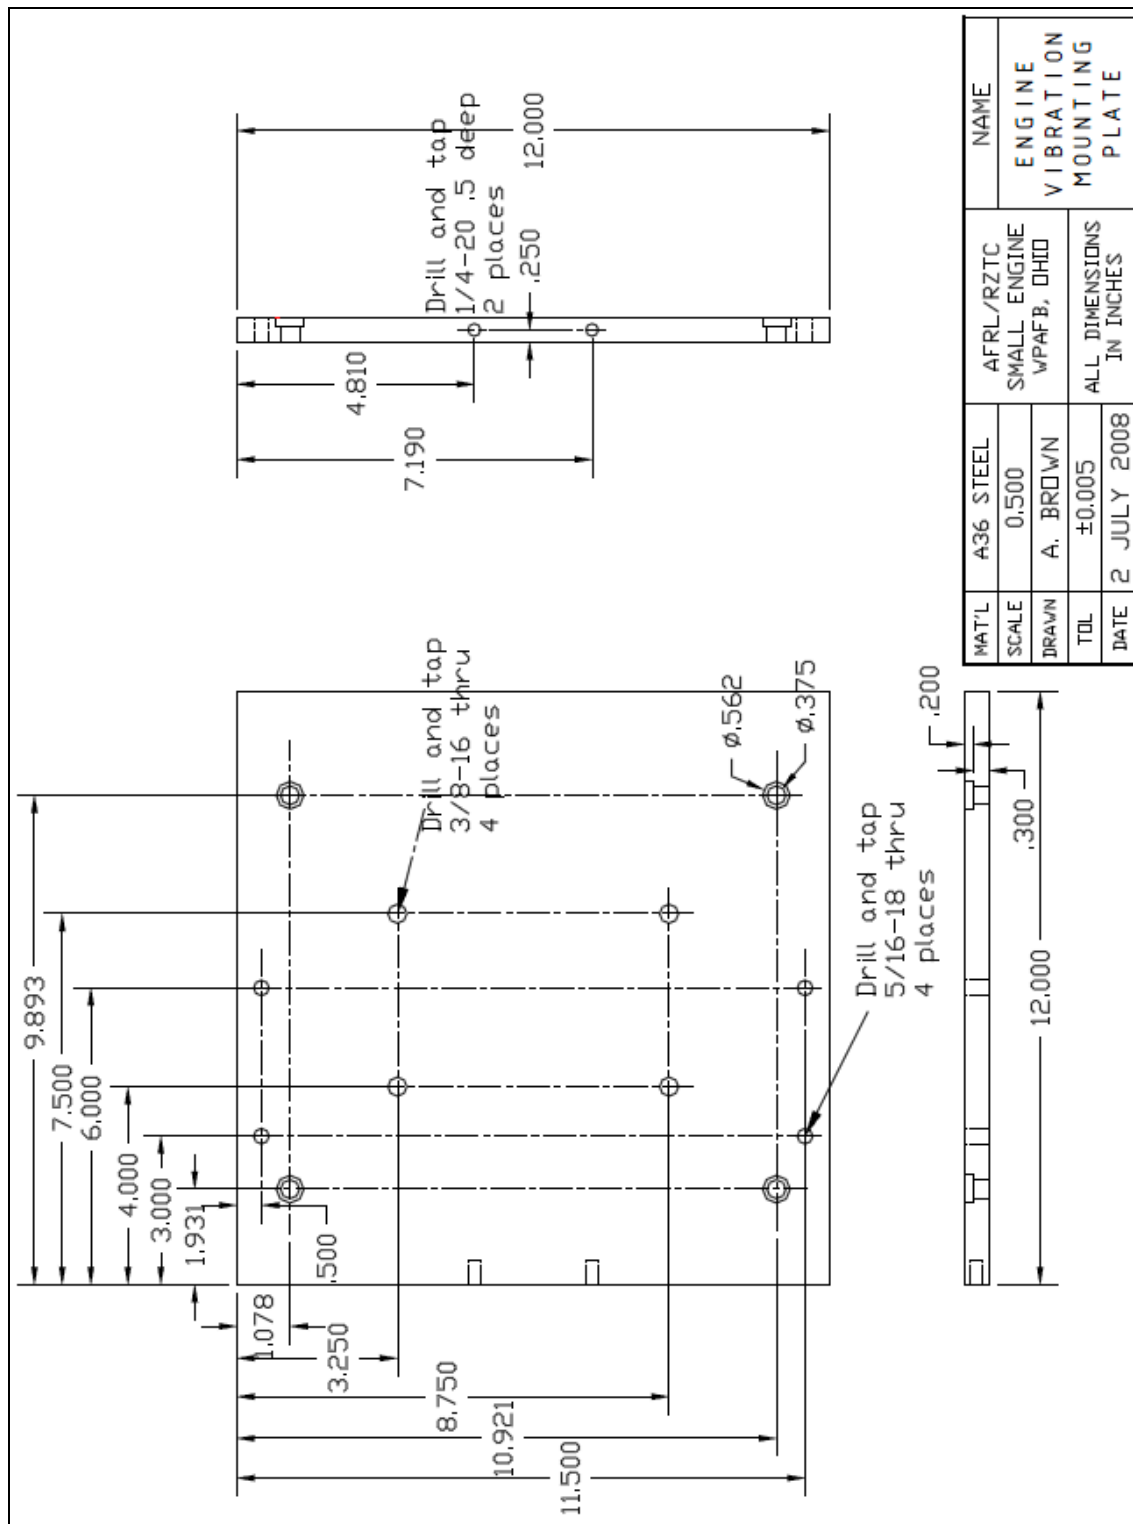 9.893
7.500
6.000
4.000
3.000
1.931
.500
1.078
3.250
8.750
10.921
11.500
Drill and tap
3/8-16 thru
4 places
ø.562
ø.375
Drill and tap
5/16-18 thru
4 places
12.000
Drill and tap
1/4-20 .5 deep
2 places
.250
4.810
7.190
.200
.300
12.000
MAT'L A36 STEEL
SCALE 0.500
DRAWN A. BROWN
TOL ±0.005
DATE 2 JULY 2008
AFRL/RZTC
SMALL ENGINE
WPAFB, OHIO
ALL DIMENSIONS
IN INCHES
NAME
ENGINE
VIBRATION
MOUNTING
PLATE